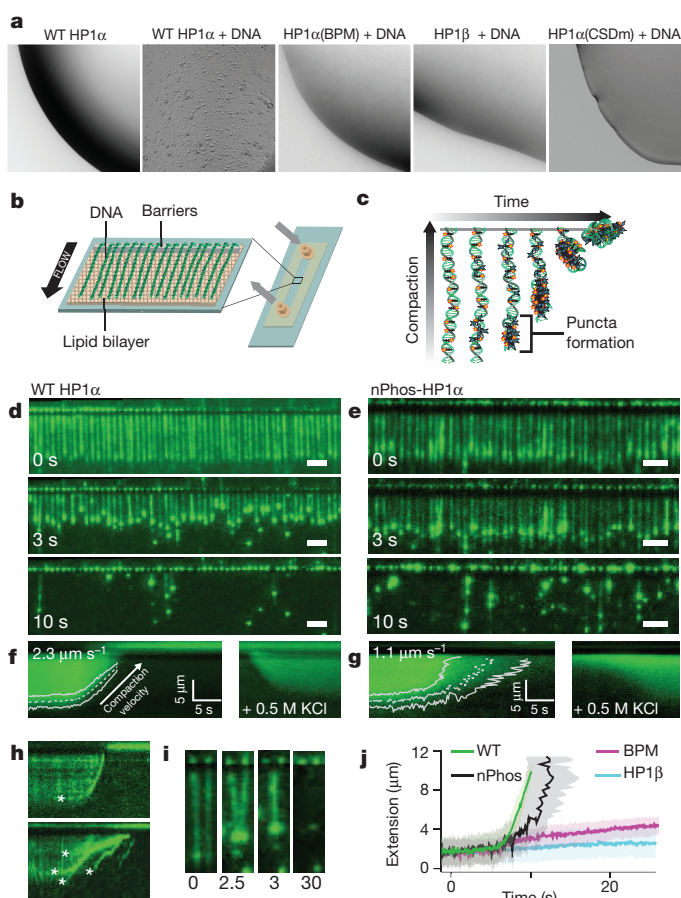 a
WT HP1α
WT HP1α + DNA
HP1α(BPM) + DNA
HP1β + DNA
HP1α(CSDm) + DNA
b
DNA
Barriers
FLOW
Lipid bilayer
c
Time
Compaction
Puncta
formation
WT HP1α
d
0 s
3 s
10 s
nPhos-HP1α
e
0 s
3 s
10 s
f
2.3 μm s⁻¹
Compaction
velocity
5 μm
5 s
+ 0.5 M KCl
g
1.1 μm s⁻¹
5 μm
5 s
+ 0.5 M KCl
h
*
*
*
*
*
i
0
2.5
3
30
j
WT
BPM
nPhos
HP1β
Extension (μm)
12
8
4
0
0
20
Time (s)